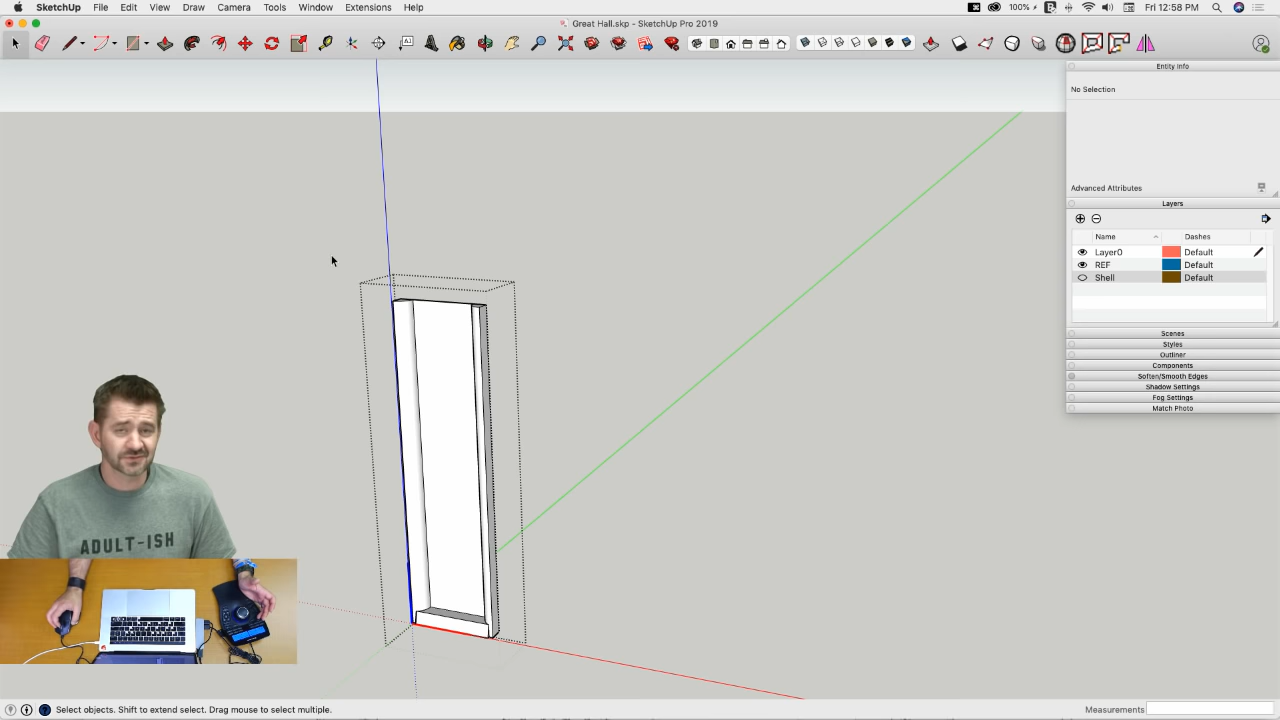 SketchUp File Edit View Draw Camera Tools Window Extensions Help
100% Fri 12:58 PM
Great Hall.skp - SketchUp Pro 2019
Entity Info
No Selection
Advanced Attributes
Layers
Name Dashes
Layer0 Default
REF Default
Shell Default
Scenes
Styles
Outliner
Components
Soften/Smooth Edges
Shadow Settings
Fog Settings
Match Photo
ADULT-ISH
Select objects. Shift to extend select. Drag mouse to select multiple.
Measurements